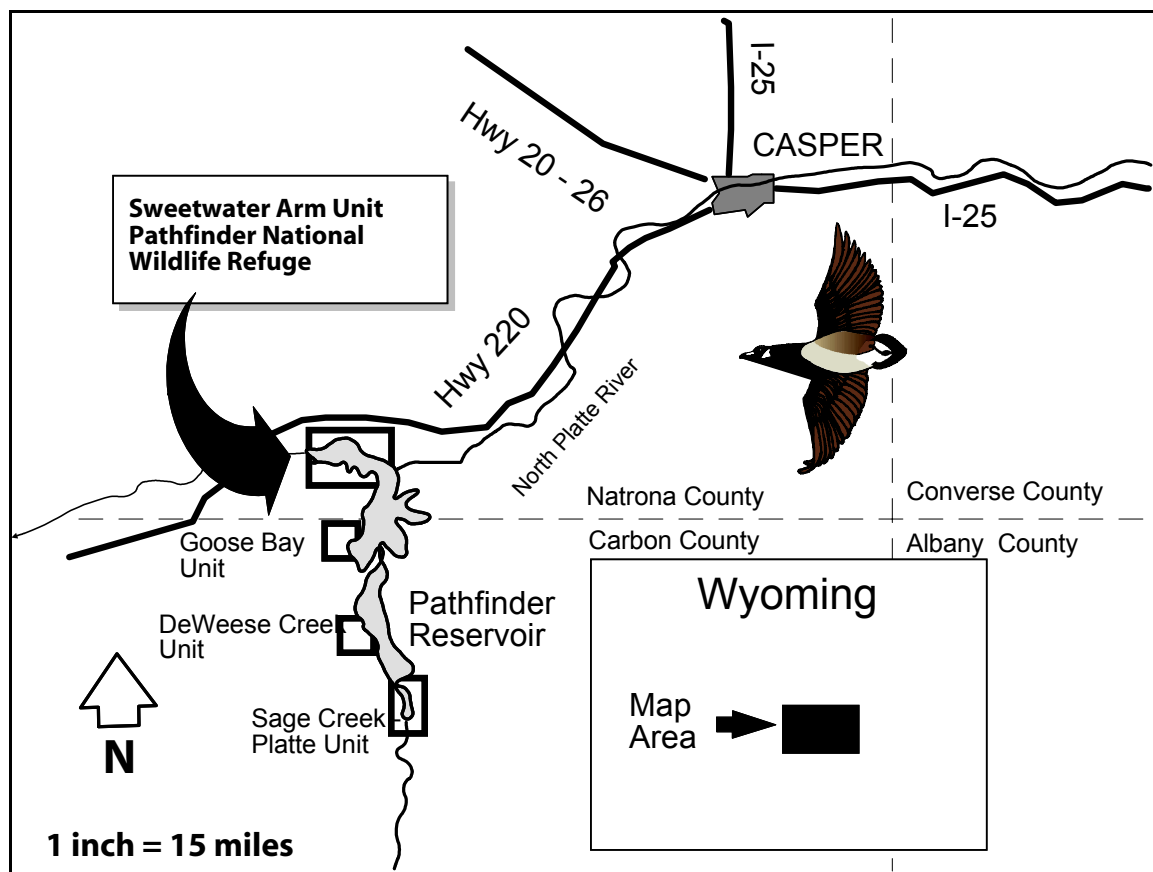 I-25
Hwy 20 - 26
CASPER
Sweetwater Arm Unit
Pathfinder National
Wildlife Refuge
I-25
Hwy 220
North Platte River
Natrona County
Converse County
Carbon County
Albany County
Goose Bay
Unit
Wyoming
Pathfinder
Reservoir
DeWeese Creek
Unit
Map
Area
Sage Creek -
Platte Unit
N
1 inch = 15 miles